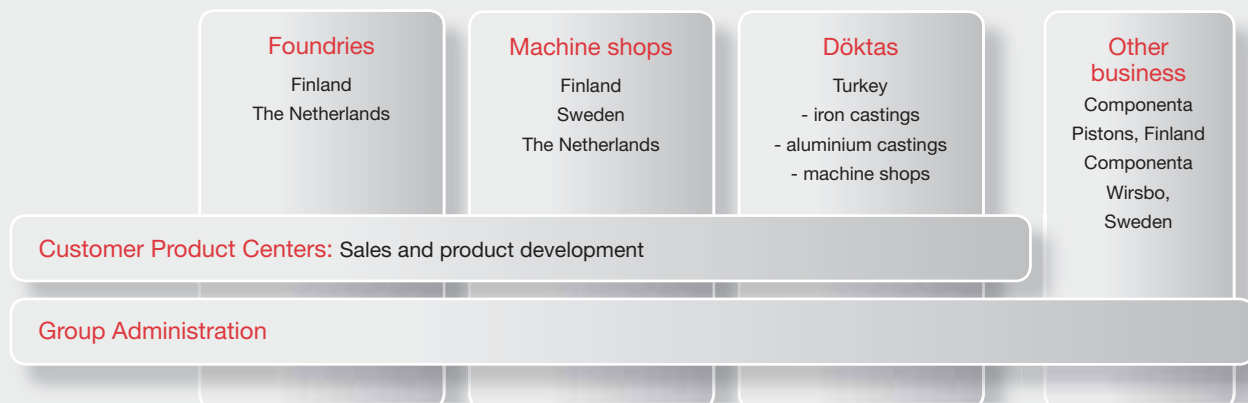 Foundries
Finland
The Netherlands
Machine shops
Finland
Sweden
The Netherlands
Döktas
Turkey
- iron castings
- aluminium castings
- machine shops
Other
business
Componenta
Pistons, Finland
Componenta
Wirsbo,
Sweden
Customer Product Centers: Sales and product development
Group Administration